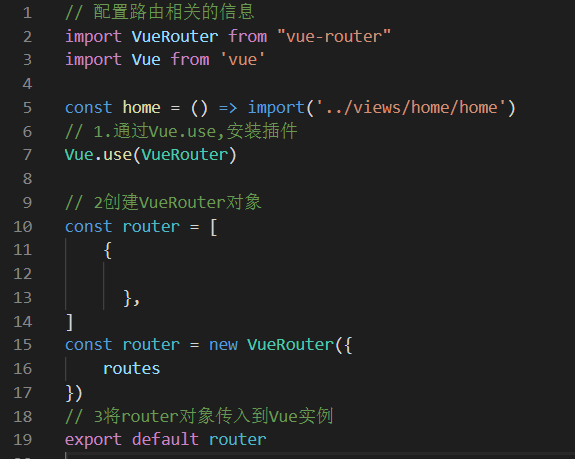 1 // 配置路由相关的信息
2 import VueRouter from "vue-router"
3 import Vue from 'vue'
4
5 const home = () => import('../views/home/home')
6 // 1.通过Vue.use,安装插件
7 Vue.use(VueRouter)
8
9 // 2创建VueRouter对象
10 const router = [
11 {
12
13 },
14 ]
15 const router = new VueRouter({
16 routes
17 })
18 // 3将router对象传入到Vue实例
19 export default router